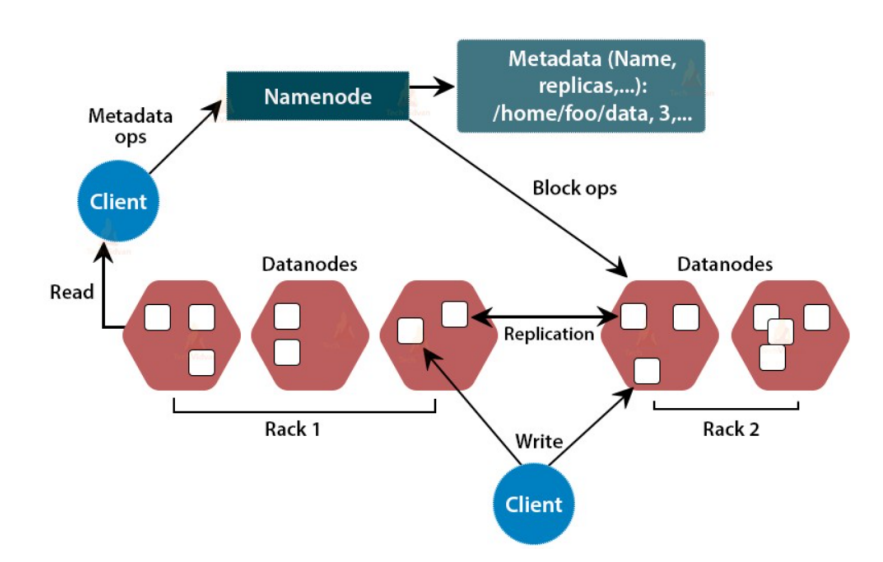 Metadata (Name,
replicas,...):
/home/foo/data, 3,...
Namenode
Metadata
ops
Client
Block ops
Read
Datanodes
Datanodes
Replication
Rack 1
Write
Rack 2
Client